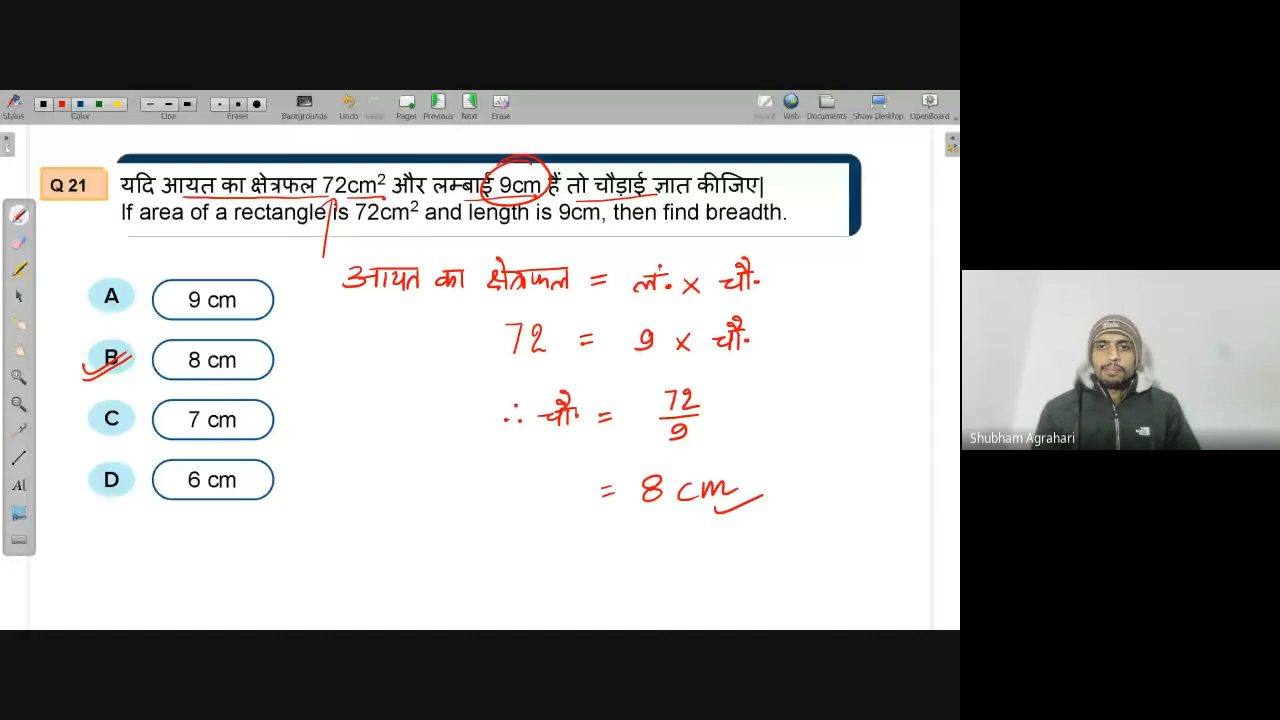 Stylus
Color
Line
Eraser
Backgrounds
Undo
Pages
Previous
Next
Erase
Web
Documents
Show Desktop
OpenBoard
Q 21
यदि आयत का क्षेत्रफल 72cm² और लम्बाई 9cm हैं तो चौड़ाई ज्ञात कीजिए|
If area of a rectangle is 72cm² and length is 9cm, then find breadth.
A 9 cm
B 8 cm
C 7 cm
D 6 cm
आयत का क्षेत्रफल = लं. × चौ.
72 = 9 × चौ.
∴ चौ. = 72/9
= 8 cm
Shubham Agrahari